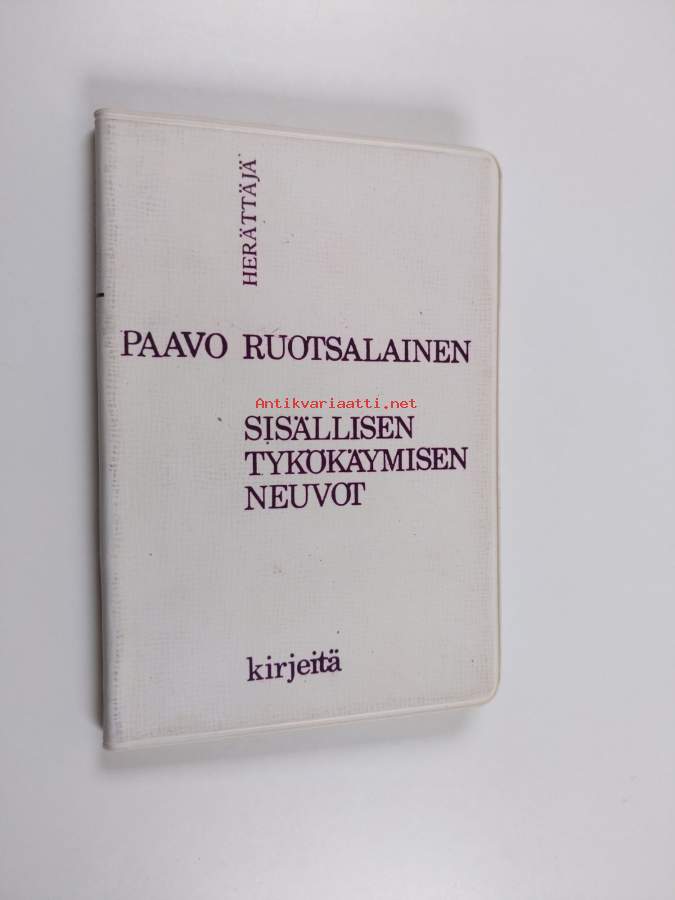 HERÄTTÄJÄ
PAAVO RUOTSALAINEN
Antikvariaatti.net
SISÄLLISEN
TYKÖKÄYMISEN
NEUVOT
kirjeitä